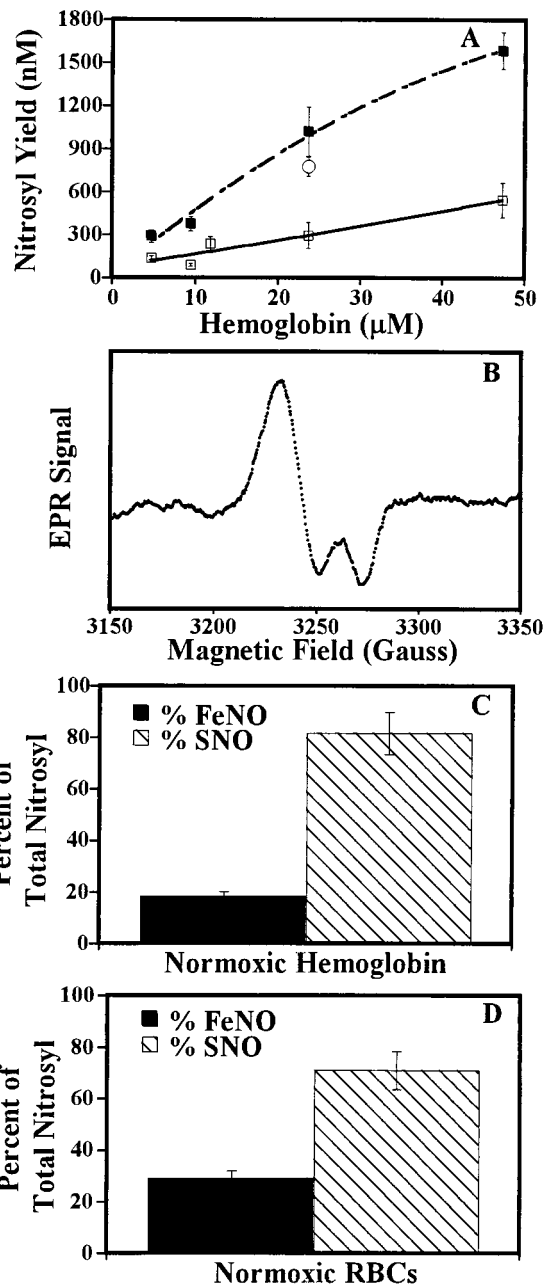 A
1800
1500
1200
900
600
300
0
Nitrosyl Yield (nM)
0 10 20 30 40 50
Hemoglobin (µM)
B
EPR Signal
3150 3200 3250 3300 3350
Magnetic Field (Gauss)
C
% FeNO
% SNO
100
80
60
40
20
0
Percent of
Total Nitrosyl
Normoxic Hemoglobin
D
% FeNO
% SNO
100
80
60
40
20
0
Percent of
Total Nitrosyl
Normoxic RBCs